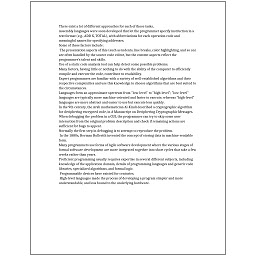 There exist a lot of different approaches for each of those tasks.
Assembly languages were soon developed that let the programmer specify instruction in a
text format (e.g., ADD X, TOTAL), with abbreviations for each operation code and
meaningful names for specifying addresses.
Some of these factors include:
The presentation aspects of this (such as indents, line breaks, color highlighting, and so on)
are often handled by the source code editor, but the content aspects reflect the
programmer's talent and skills.
Use of a static code analysis tool can help detect some possible problems.
Many factors, having little or nothing to do with the ability of the computer to efficiently
compile and execute the code, contribute to readability.
Expert programmers are familiar with a variety of well-established algorithms and their
respective complexities and use this knowledge to choose algorithms that are best suited to
the circumstances.
Languages form an approximate spectrum from "low-level" to "high-level"; "low-level"
languages are typically more machine-oriented and faster to execute, whereas "high-level"
languages are more abstract and easier to use but execute less quickly.
In the 9th century, the Arab mathematician Al-Kindi described a cryptographic algorithm
for deciphering encrypted code, in A Manuscript on Deciphering Cryptographic Messages.
When debugging the problem in a GUI, the programmer can try to skip some user
interaction from the original problem description and check if remaining actions are
sufficient for bugs to appear.
Normally the first step in debugging is to attempt to reproduce the problem.
In the 1880s, Herman Hollerith invented the concept of storing data in machine-readable
form.
Many programmers use forms of Agile software development where the various stages of
formal software development are more integrated together into short cycles that take a few
weeks rather than years.
Proficient programming usually requires expertise in several different subjects, including
knowledge of the application domain, details of programming languages and generic code
libraries, specialized algorithms, and formal logic.
Programmable devices have existed for centuries.
High-level languages made the process of developing a program simpler and more
understandable, and less bound to the underlying hardware.